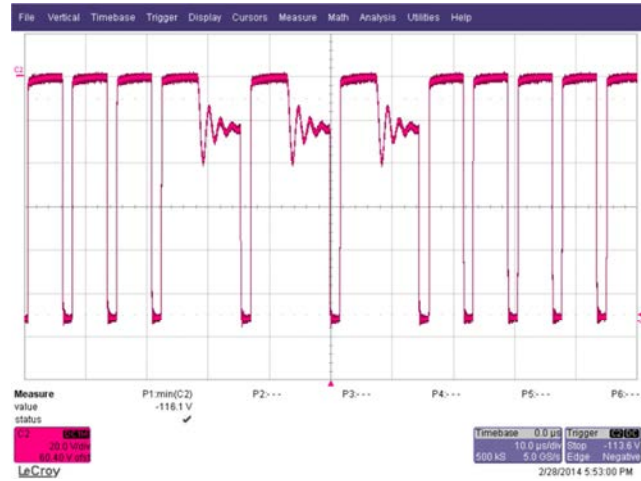 File Vertical Timebase Trigger Display Cursors Measure Math Analysis Utilities Help
C2
Measure P1:min(C2) P2:--- P3:--- P4:--- P5:--- P6:---
value -116.1 V
status ✔
C2
20.0 V/div
60.40 V ofst
Timebase 0.0 µs
10.0 µs/div
500 kS 5.0 GS/s
Trigger C2 DC
Stop -113.6 V
Edge Negative
LeCroy
2/28/2014 5:53:00 PM